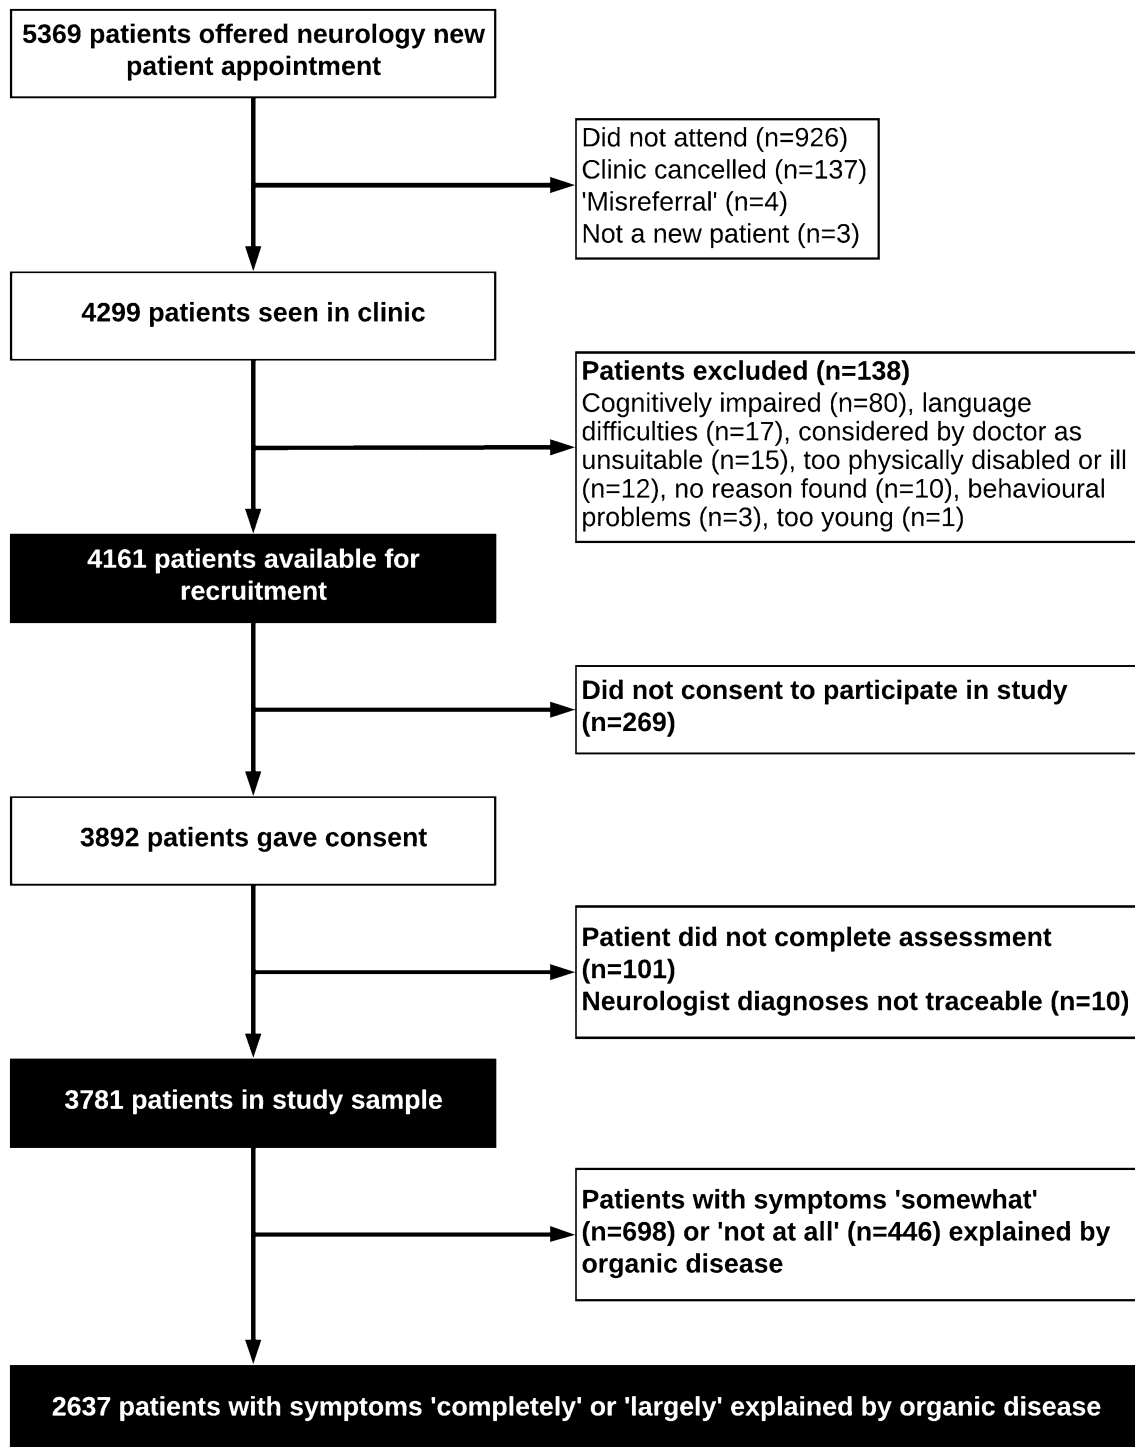 5369 patients offered neurology new
patient appointment
Did not attend (n=926)
Clinic cancelled (n=137)
'Misreferral' (n=4)
Not a new patient (n=3)
4299 patients seen in clinic
Patients excluded (n=138)
Cognitively impaired (n=80), language
difficulties (n=17), considered by doctor as
unsuitable (n=15), too physically disabled or ill
(n=12), no reason found (n=10), behavioural
problems (n=3), too young (n=1)
4161 patients available for
recruitment
Did not consent to participate in study
(n=269)
3892 patients gave consent
Patient did not complete assessment
(n=101)
Neurologist diagnoses not traceable (n=10)
3781 patients in study sample
Patients with symptoms 'somewhat'
(n=698) or 'not at all' (n=446) explained by
organic disease
2637 patients with symptoms 'completely' or 'largely' explained by organic disease